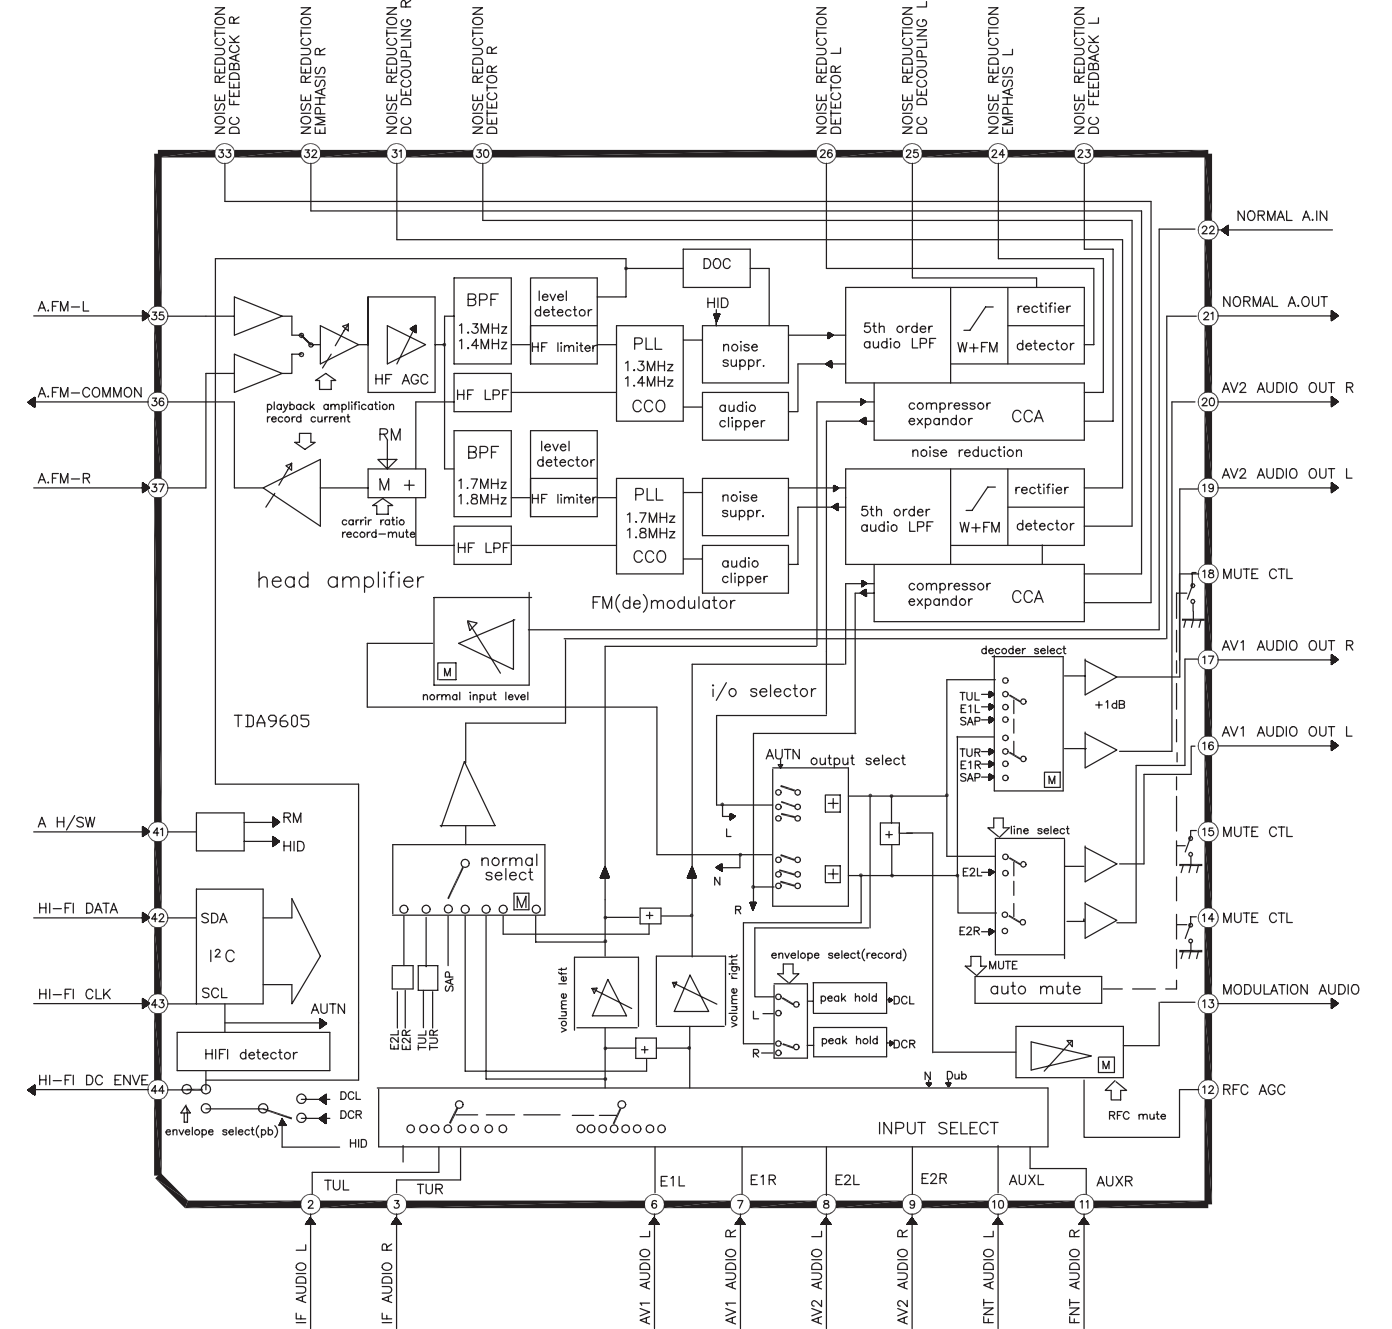 NOISE REDUCTION
DC FEEDBACK R
NOISE REDUCTION
EMPHASIS R
NOISE REDUCTION
DC DECOUPLING R
NOISE REDUCTION
DETECTOR R
NOISE REDUCTION
DETECTOR L
NOISE REDUCTION
DC DECOUPLING L
NOISE REDUCTION
EMPHASIS L
NOISE REDUCTION
DC FEEDBACK L
33
32
31
30
26
25
24
23
NORMAL A.IN
22
DOC
BPF
1.3MHz
1.4MHz
level
detector
HF limiter
HID
A.FM-L
35
NORMAL A.OUT
21
PLL
1.3MHz
1.4MHz
CCO
noise
suppr.
5th order
audio LPF
W+FM
rectifier
detector
HF AGC
HF LPF
A.FM-COMMON
36
playback amplification
record current
audio
clipper
compressor
expandor
CCA
AV2 AUDIO OUT R
20
noise reduction
RM
BPF
1.7MHz
1.8MHz
level
detector
HF limiter
A.FM-R
37
M +
carrir ratio
record-mute
PLL
1.7MHz
1.8MHz
CCO
noise
suppr.
5th order
audio LPF
W+FM
rectifier
detector
AV2 AUDIO OUT L
19
HF LPF
audio
clipper
compressor
expandor
CCA
18
MUTE CTL
head amplifier
FM(de)modulator
M
normal input level
decoder select
TUL
E1L
SAP
TUR
E1R
SAP
M
+1dB
17
AV1 AUDIO OUT R
i/o selector
TDA9605
16
AV1 AUDIO OUT L
AUTN
output select
+
+
+
L
N
R
A H/SW
41
RM
HID
normal
select
M
line select
E2L
E2R
15
MUTE CTL
HI-FI DATA
42
SDA
I²C
SCL
HI-FI CLK
43
AUTN
SAP
E2L
E2R
TUL
TUR
+
volume left
volume right
+
envelope select(record)
L
R
peak hold
DCL
peak hold
DCR
MUTE
auto mute
14
MUTE CTL
13
MODULATION AUDIO
HIFI detector
M
RFC mute
HI-FI DC ENVE
44
envelope select(pb)
DCL
DCR
HID
N
Dub
INPUT SELECT
12
RFC AGC
TUL
TUR
E1L
E1R
E2L
E2R
AUXL
AUXR
2
3
6
7
8
9
10
11
IF AUDIO L
IF AUDIO R
AV1 AUDIO L
AV1 AUDIO R
AV2 AUDIO L
AV2 AUDIO R
FNT AUDIO L
FNT AUDIO R